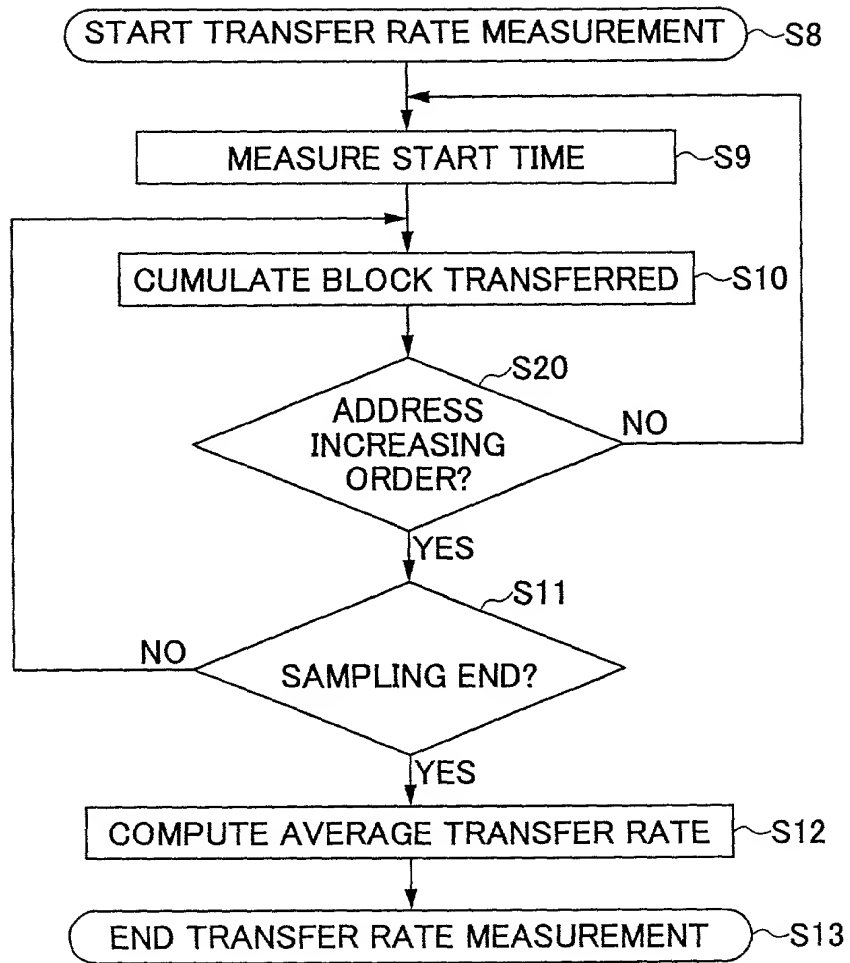 START TRANSFER RATE MEASUREMENT S8
MEASURE START TIME S9
CUMULATE BLOCK TRANSFERRED S10
S20
ADDRESS
INCREASING
ORDER?
NO
YES
S11
NO
SAMPLING END?
YES
COMPUTE AVERAGE TRANSFER RATE S12
END TRANSFER RATE MEASUREMENT S13